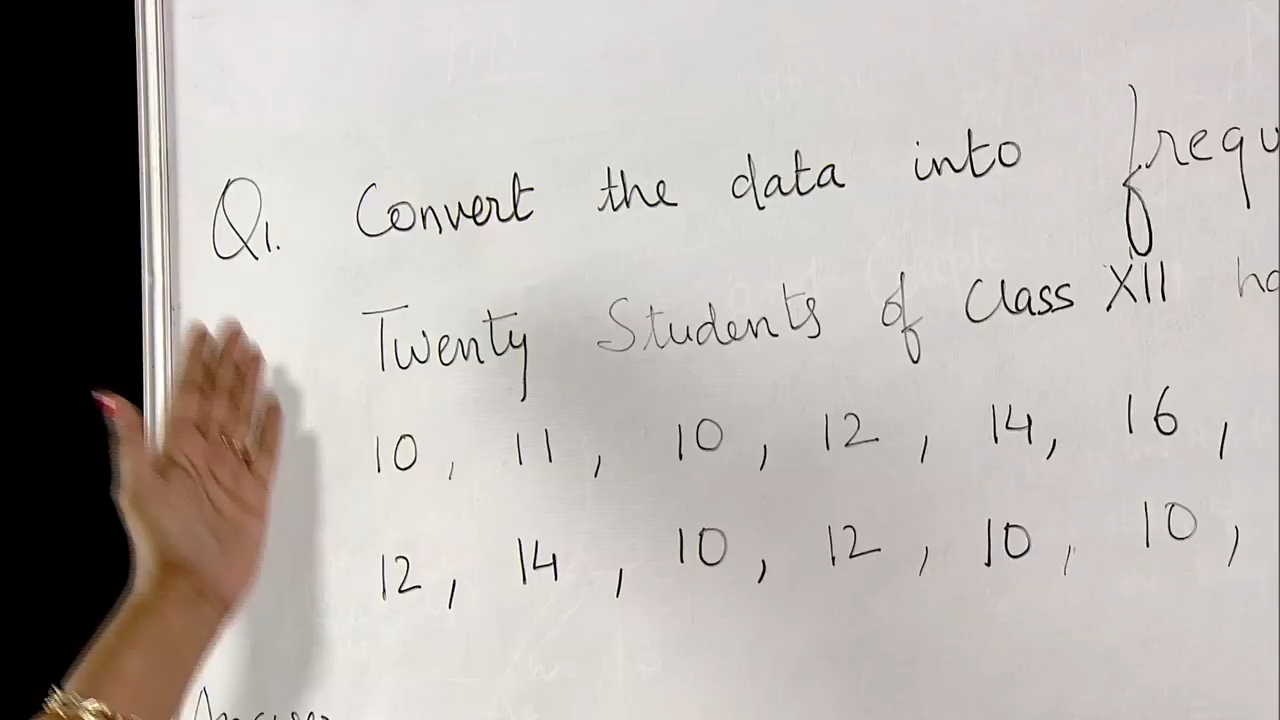 Q1. Convert the data into frequ
Twenty Students of Class XII ha
10, 11, 10, 12, 14, 16,
12, 14, 10, 12, 10, 10,